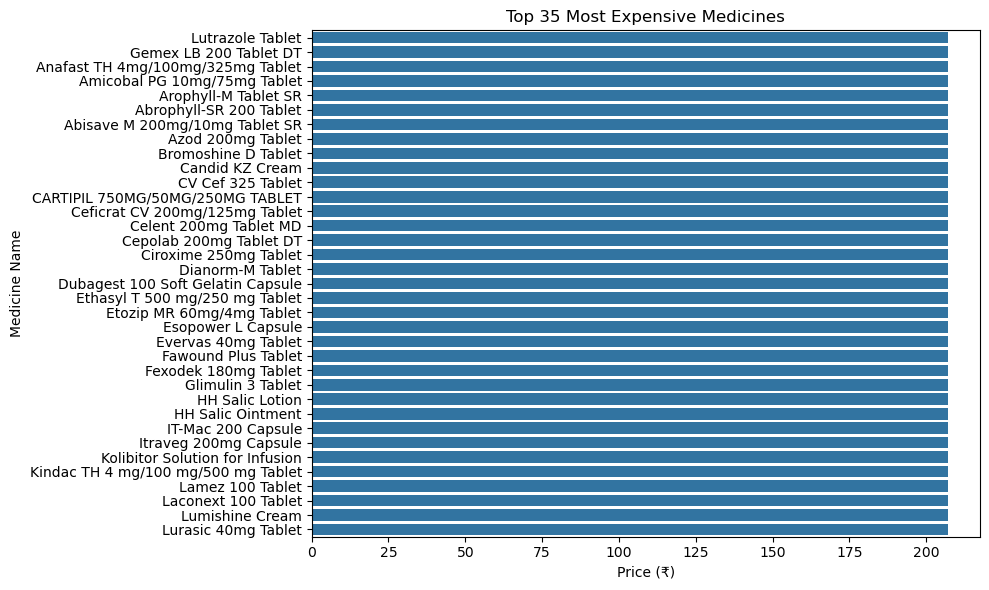 Top 35 Most Expensive Medicines
Medicine Name
Lutrazole Tablet
Gemex LB 200 Tablet DT
Anafast TH 4mg/100mg/325mg Tablet
Amicobal PG 10mg/75mg Tablet
Arophyll-M Tablet SR
Abrophyll-SR 200 Tablet
Abisave M 200mg/10mg Tablet SR
Azod 200mg Tablet
Bromoshine D Tablet
Candid KZ Cream
CV Cef 325 Tablet
CARTIPIL 750MG/50MG/250MG TABLET
Ceficrat CV 200mg/125mg Tablet
Celent 200mg Tablet MD
Cepolab 200mg Tablet DT
Ciroxime 250mg Tablet
Dianorm-M Tablet
Dubagest 100 Soft Gelatin Capsule
Ethasyl T 500 mg/250 mg Tablet
Etozip MR 60mg/4mg Tablet
Esopower L Capsule
Evervas 40mg Tablet
Fawound Plus Tablet
Fexodek 180mg Tablet
Glimulin 3 Tablet
HH Salic Lotion
HH Salic Ointment
IT-Mac 200 Capsule
Itraveg 200mg Capsule
Kolibitor Solution for Infusion
Kindac TH 4 mg/100 mg/500 mg Tablet
Lamez 100 Tablet
Laconext 100 Tablet
Lumishine Cream
Lurasic 40mg Tablet
0 25 50 75 100 125 150 175 200
Price (₹)